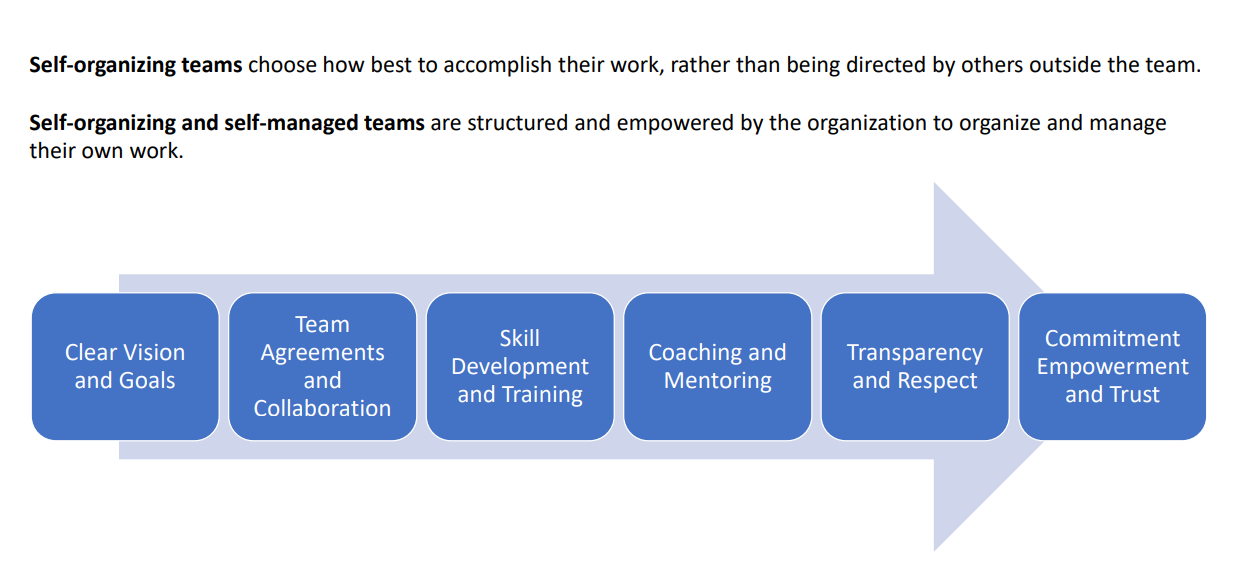 Self-organizing teams choose how best to accomplish their work, rather than being directed by others outside the team.
Self-organizing and self-managed teams are structured and empowered by the organization to organize and manage
their own work.
Clear Vision
and Goals
Team
Agreements
and
Collaboration
Skill
Development
and Training
Coaching and
Mentoring
Transparency
and Respect
Commitment
Empowerment
and Trust